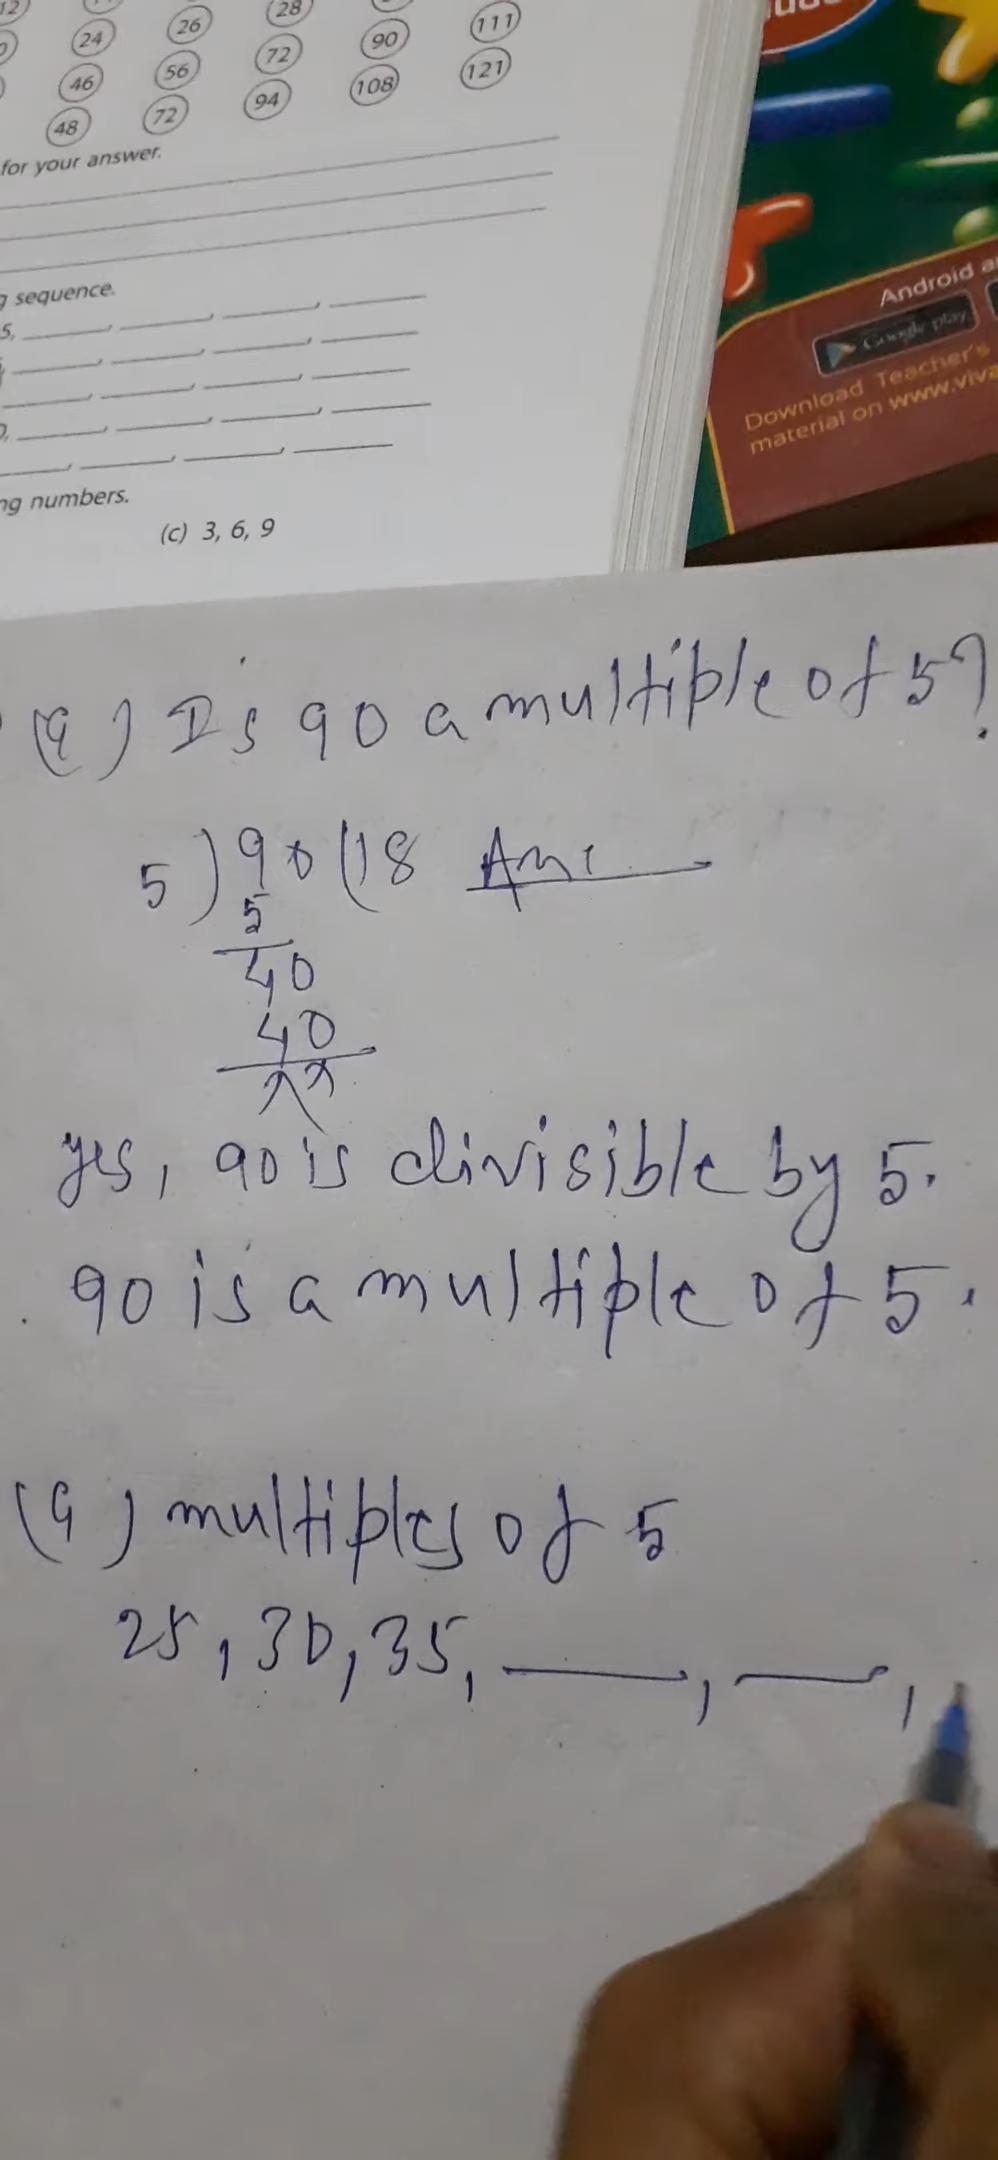 12 28
24 26 72 90 111
46 56 94 108 121
48 72
for your answer.
sequence.
5,
ng numbers.
(c) 3, 6, 9
Android
Google play
Download Teacher's
material on www.viva
(a) Is 90 a multiple of 5?
5) 90 (18 Ans
5
40
40
xx
yes, 90 is divisible by 5.
90 is a multiple of 5.
(a) multiples of 5
25, 30, 35, ___, ___,